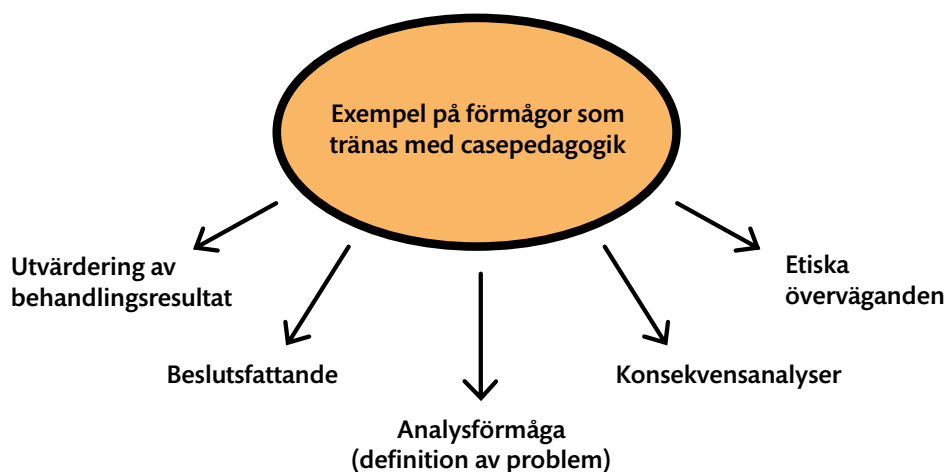 Exempel på förmågor som
tränas med casepedagogik
Utvärdering av
behandlingsresultat
Beslutsfattande
Analysförmåga
(definition av problem)
Konsekvensanalyser
Etiska
överväganden